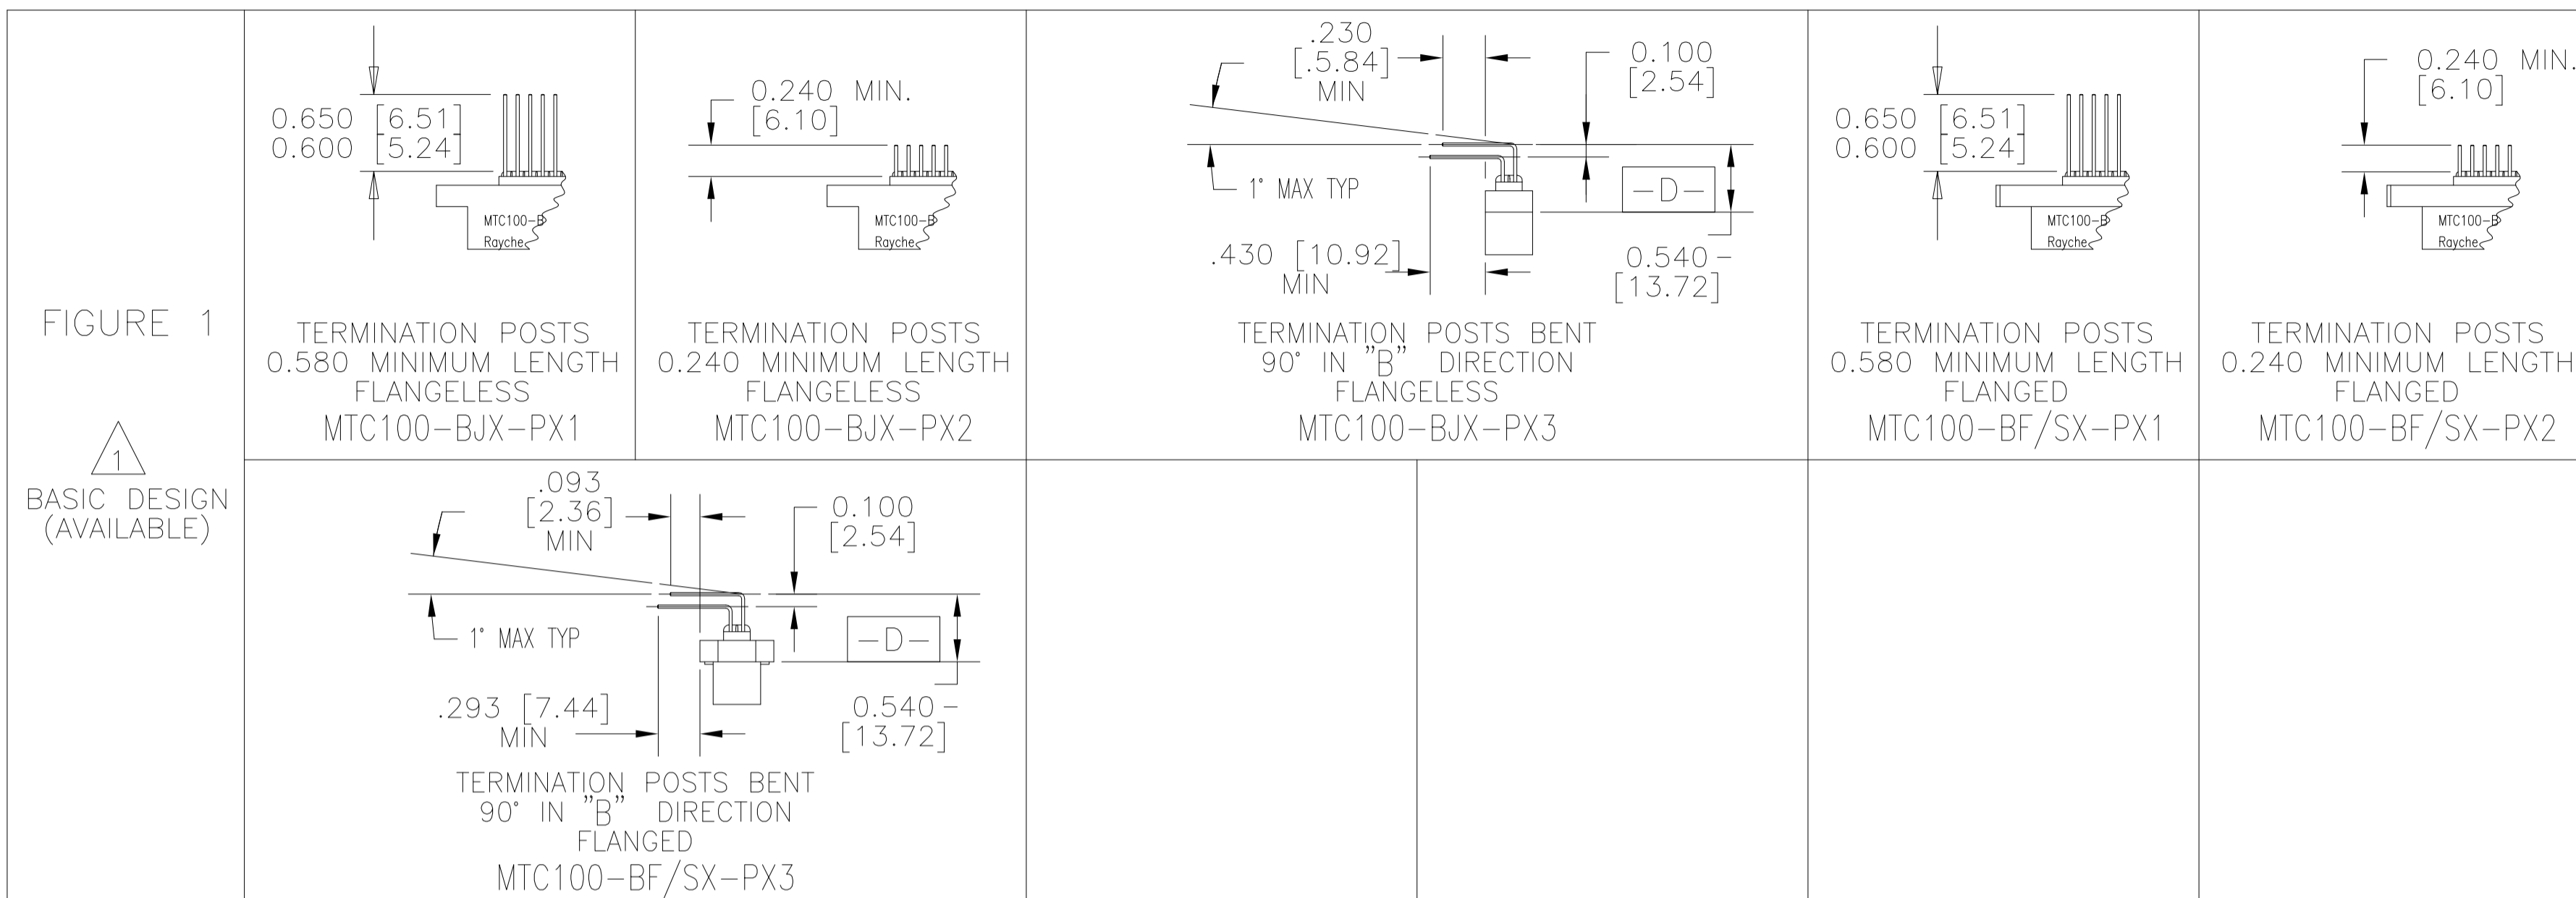 FIGURE 1
1
BASIC DESIGN
(AVAILABLE)
0.650 [6.51]
0.600 [5.24]
MTC100-B
Rayche
TERMINATION POSTS
0.580 MINIMUM LENGTH
FLANGELESS
MTC100-BJX-PX1
0.240 MIN.
[6.10]
MTC100-B
Rayche
TERMINATION POSTS
0.240 MINIMUM LENGTH
FLANGELESS
MTC100-BJX-PX2
.230
[.5.84]
MIN
0.100
[2.54]
1° MAX TYP
-D-
.430 [10.92]
MIN
0.540-
[13.72]
TERMINATION POSTS BENT
90° IN "B" DIRECTION
FLANGELESS
MTC100-BJX-PX3
0.650 [6.51]
0.600 [5.24]
MTC100-B
Rayche
TERMINATION POSTS
0.580 MINIMUM LENGTH
FLANGED
MTC100-BF/SX-PX1
0.240 MIN.
[6.10]
MTC100-B
Rayche
TERMINATION POSTS
0.240 MINIMUM LENGTH
FLANGED
MTC100-BF/SX-PX2
.093
[2.36]
MIN
0.100
[2.54]
1° MAX TYP
-D-
.293 [7.44]
MIN
0.540-
[13.72]
TERMINATION POSTS BENT
90° IN "B" DIRECTION
FLANGED
MTC100-BF/SX-PX3